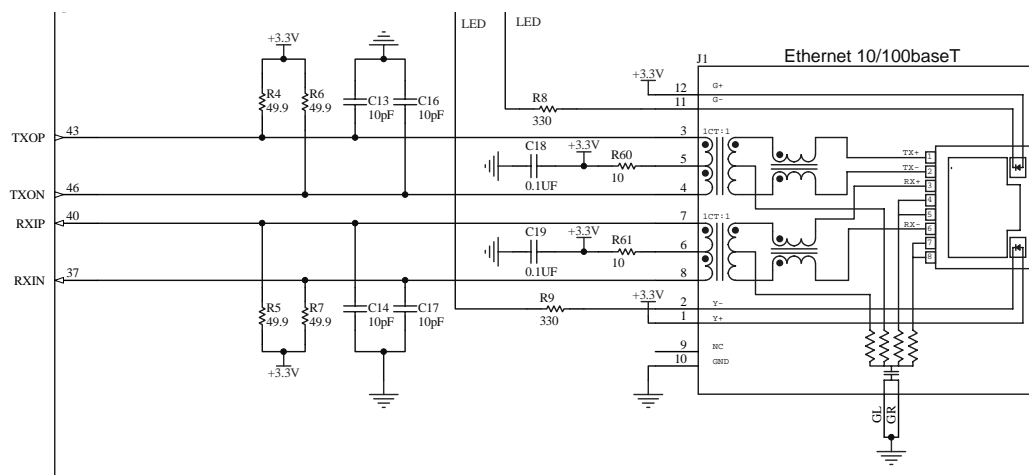 LED
LED
J1
Ethernet 10/100baseT
+3.3V
+3.3V
12
G+
11
G-
R4
49.9
R6
49.9
C13
10pF
C16
10pF
R8
330
TXOP
43
3
1CT:1
C18
0.1UF
+3.3V
R60
10
5
TX+
1
TX-
2
RX+
3
4
5
RX-
6
7
8
TXON
46
4
RXIP
40
7
1CT:1
C19
0.1UF
+3.3V
R61
10
6
RXIN
37
8
R5
49.9
R7
49.9
C14
10pF
C17
10pF
R9
330
+3.3V
2
Y-
1
Y+
+3.3V
9
NC
10
GND
GL
GR